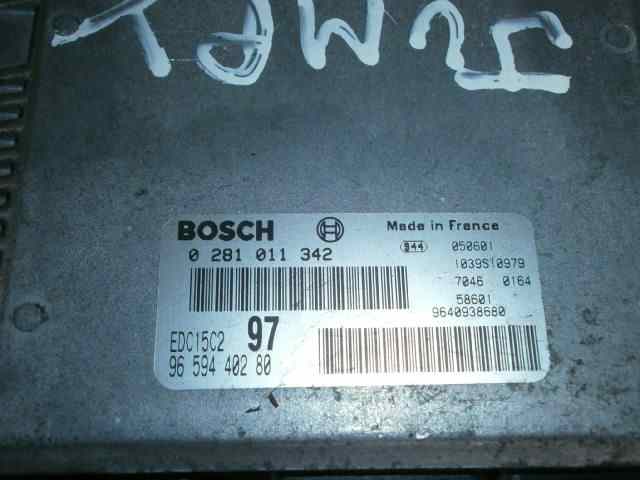 BOSCH
Made in France
0 281 011 342
944
050601
1039S10979
7046 0164
58601
9640938680
EDC15C2 97
96 594 402 80